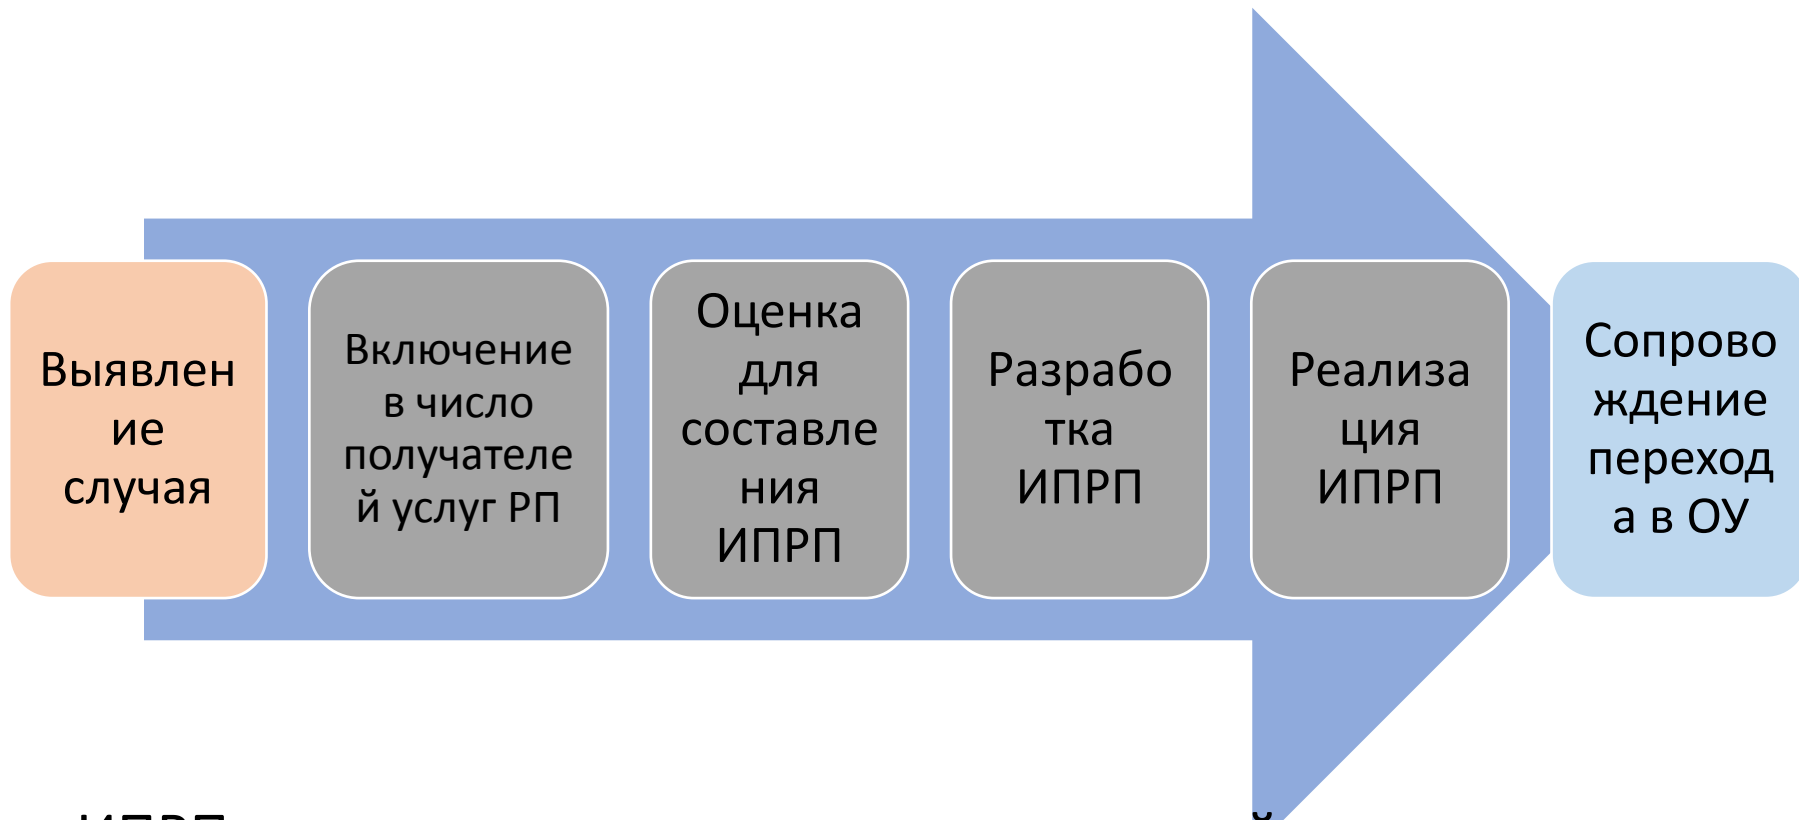 Выявлен
ие
случая
Включение
в число
получателе
й услуг РП
Оценка
для
составле
ния
ИПРП
Разрабо
тка
ИПРП
Реализа
ция
ИПРП
Сопрово
ждение
переход
а в ОУ